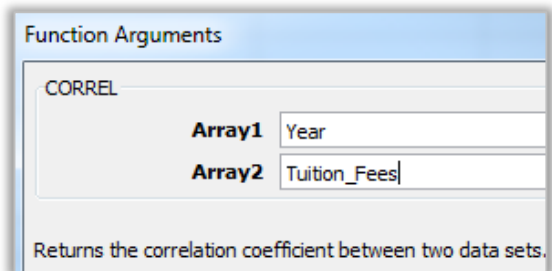 Function Arguments
CORREL
Array1 Year
Array2 Tuition_Fees
Returns the correlation coefficient between two data sets.